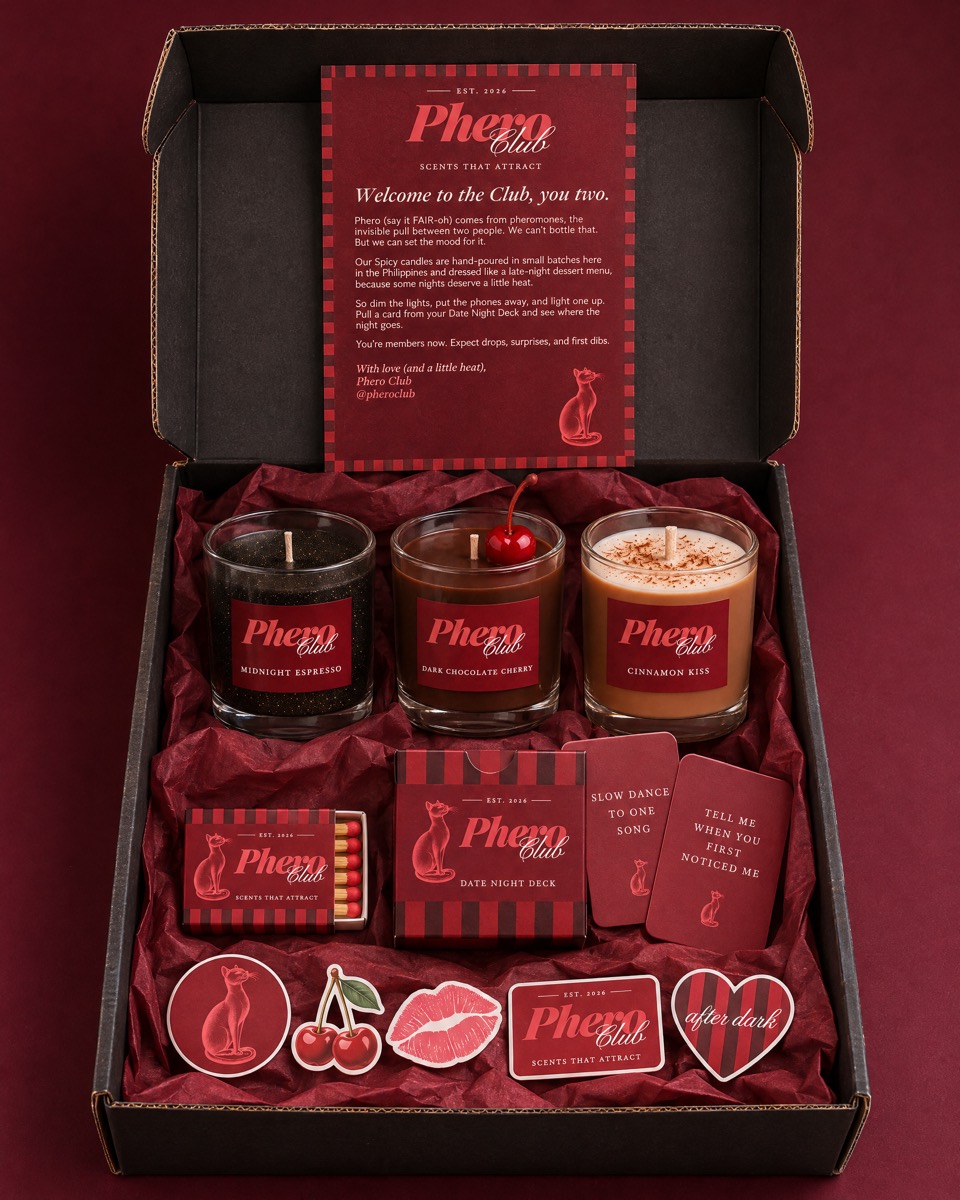 EST. 2026
Phero
Club
SCENTS THAT ATTRACT
Welcome to the Club, you two.
Phero (say it FAIR-oh) comes from pheromones, the
invisible pull between two people. We can't bottle that.
But we can set the mood for it.
Our Spicy candles are hand-poured in small batches here
in the Philippines and dressed like a late-night dessert menu,
because some nights deserve a little heat.
So dim the lights, put the phones away, and light one up.
Pull a card from your Date Night Deck and see where the
night goes.
You're members now. Expect drops, surprises, and first dibs.
With love (and a little heat),
Phero Club
@pheroclub
Phero
Club
MIDNIGHT ESPRESSO
Phero
Club
DARK CHOCOLATE CHERRY
Phero
Club
CINNAMON KISS
EST. 2026
Phero
Club
SCENTS THAT ATTRACT
EST. 2026
Phero
Club
DATE NIGHT DECK
SLOW DANCE
TO ONE
SONG
TELL ME
WHEN YOU
FIRST
NOTICED ME
EST. 2026
Phero
Club
SCENTS THAT ATTRACT
after dark